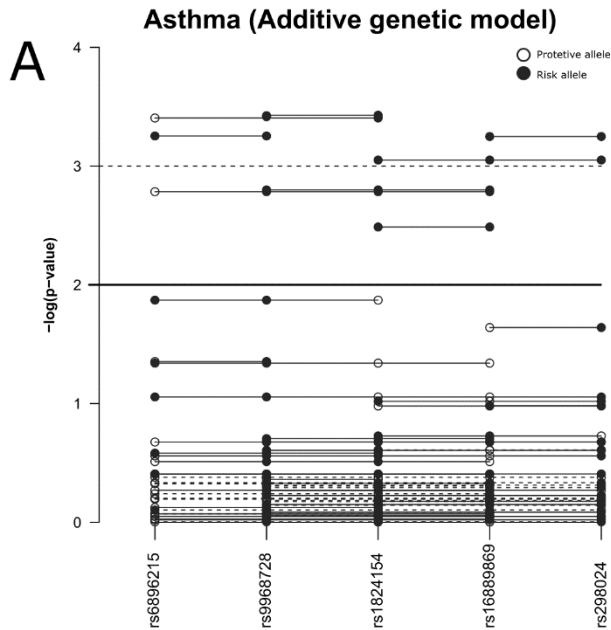 Asthma (Additive genetic model)
A
Protetive allele
Risk allele
4
3
2
1
0
−log(p−value)
rs6896215
rs9968728
rs1824154
rs16889869
rs298024